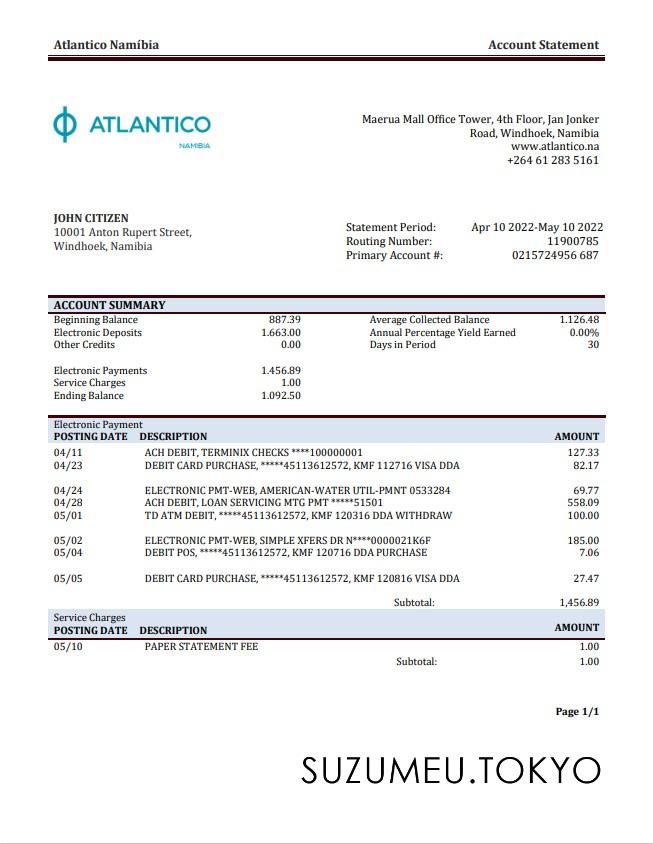 Atlantico Namíbia Account Statement
ATLANTICO
NAMIBIA
Maerua Mall Office Tower, 4th Floor, Jan Jonker
Road, Windhoek, Namibia
www.atlantico.na
+264 61 283 5161
JOHN CITIZEN
10001 Anton Rupert Street,
Windhoek, Namibia
Statement Period: Apr 10 2022-May 10 2022
Routing Number: 11900785
Primary Account #: 0215724956 687
ACCOUNT SUMMARY
Beginning Balance 887.39 Average Collected Balance 1.126.48
Electronic Deposits 1.663.00 Annual Percentage Yield Earned 0.00%
Other Credits 0.00 Days in Period 30
Electronic Payments 1.456.89
Service Charges 1.00
Ending Balance 1.092.50
Electronic Payment
POSTING DATE DESCRIPTION AMOUNT
04/11 ACH DEBIT, TERMINIX CHECKS ****100000001 127.33
04/23 DEBIT CARD PURCHASE, *****45113612572, KMF 112716 VISA DDA 82.17
04/24 ELECTRONIC PMT-WEB, AMERICAN-WATER UTIL-PMNT 0533284 69.77
04/28 ACH DEBIT, LOAN SERVICING MTG PMT *****51501 558.09
05/01 TD ATM DEBIT, *****45113612572, KMF 120316 DDA WITHDRAW 100.00
05/02 ELECTRONIC PMT-WEB, SIMPLE XFERS DR N****0000021K6F 185.00
05/04 DEBIT POS, *****45113612572, KMF 120716 DDA PURCHASE 7.06
05/05 DEBIT CARD PURCHASE, *****45113612572, KMF 120816 VISA DDA 27.47
Subtotal: 1,456.89
Service Charges
POSTING DATE DESCRIPTION AMOUNT
05/10 PAPER STATEMENT FEE 1.00
Subtotal: 1.00
Page 1/1
SUZUMEU.TOKYO